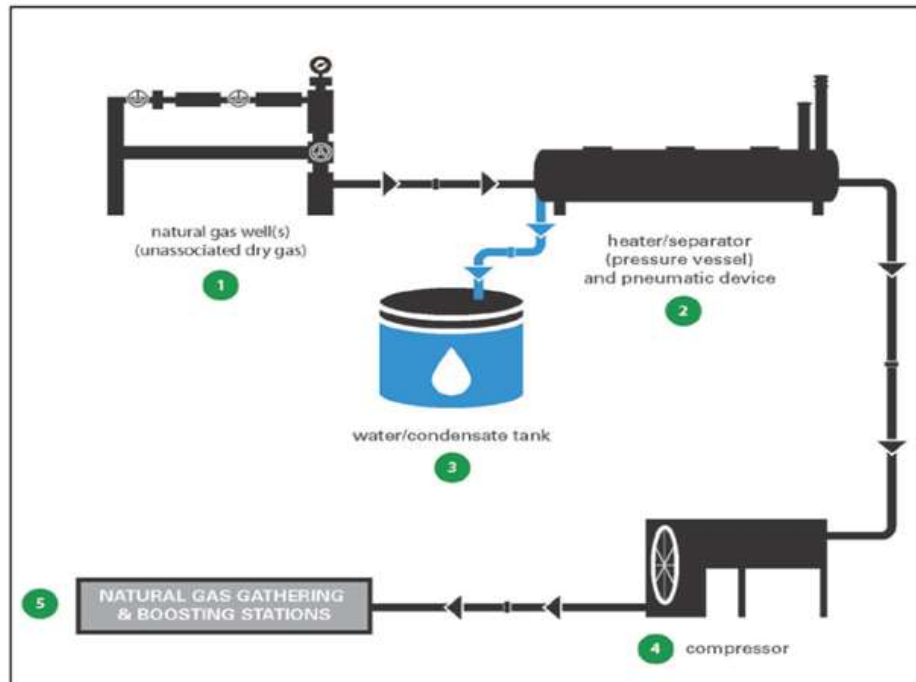 natural gas well(s)
(unassociated dry gas)
1
heater/separator
(pressure vessel)
and pneumatic device
2
water/condensate tank
3
5
NATURAL GAS GATHERING
& BOOSTING STATIONS
4
compressor